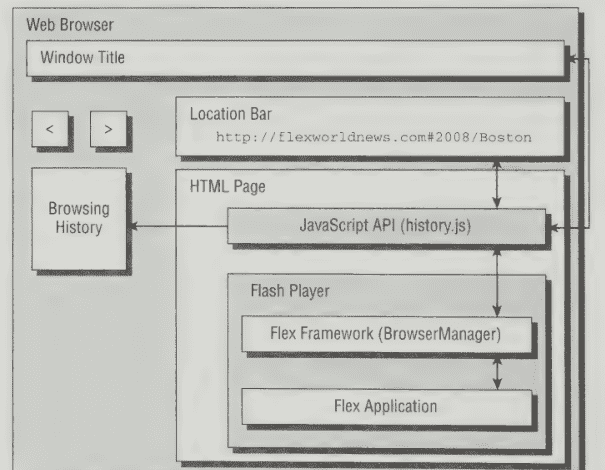 Web Browser
Window Title
<
>
Location Bar
http://flexworldnews.com#2008/Boston
HTML Page
Browsing
History
JavaScript API (history.js)
Flash Player
Flex Framework (BrowserManager)
Flex Application